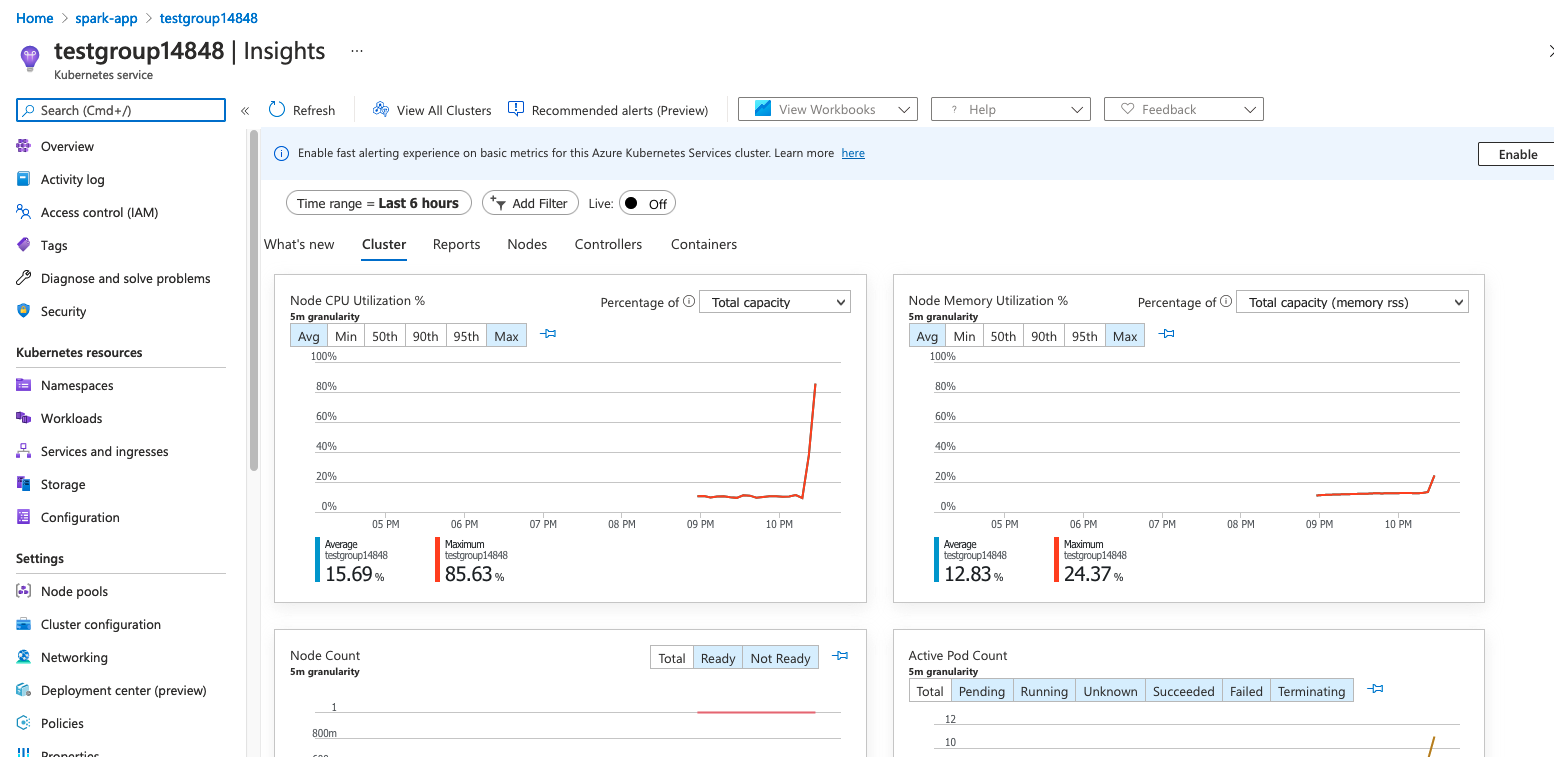 Home > spark-app > testgroup14848
testgroup14848 | Insights ...
Kubernetes service
Search (Cmd+/)
«
Refresh
View All Clusters
Recommended alerts (Preview)
View Workbooks
? Help
Feedback
Overview
Activity log
Access control (IAM)
Tags
Diagnose and solve problems
Security
Kubernetes resources
Namespaces
Workloads
Services and ingresses
Storage
Configuration
Settings
Node pools
Cluster configuration
Networking
Deployment center (preview)
Policies
Properties
Enable fast alerting experience on basic metrics for this Azure Kubernetes Services cluster. Learn more here
Enable
Time range = Last 6 hours
Add Filter
Live: Off
What's new Cluster Reports Nodes Controllers Containers
Node CPU Utilization %
5m granularity
Percentage of Total capacity
Avg Min 50th 90th 95th Max
100%
80%
60%
40%
20%
0%
05 PM 06 PM 07 PM 08 PM 09 PM 10 PM
Average
testgroup14848
15.69 %
Maximum
testgroup14848
85.63 %
Node Memory Utilization %
5m granularity
Percentage of Total capacity (memory rss)
Avg Min 50th 90th 95th Max
100%
80%
60%
40%
20%
0%
05 PM 06 PM 07 PM 08 PM 09 PM 10 PM
Average
testgroup14848
12.83 %
Maximum
testgroup14848
24.37 %
Node Count
5m granularity
Total Ready Not Ready
1
800m
Active Pod Count
5m granularity
Total Pending Running Unknown Succeeded Failed Terminating
12
10